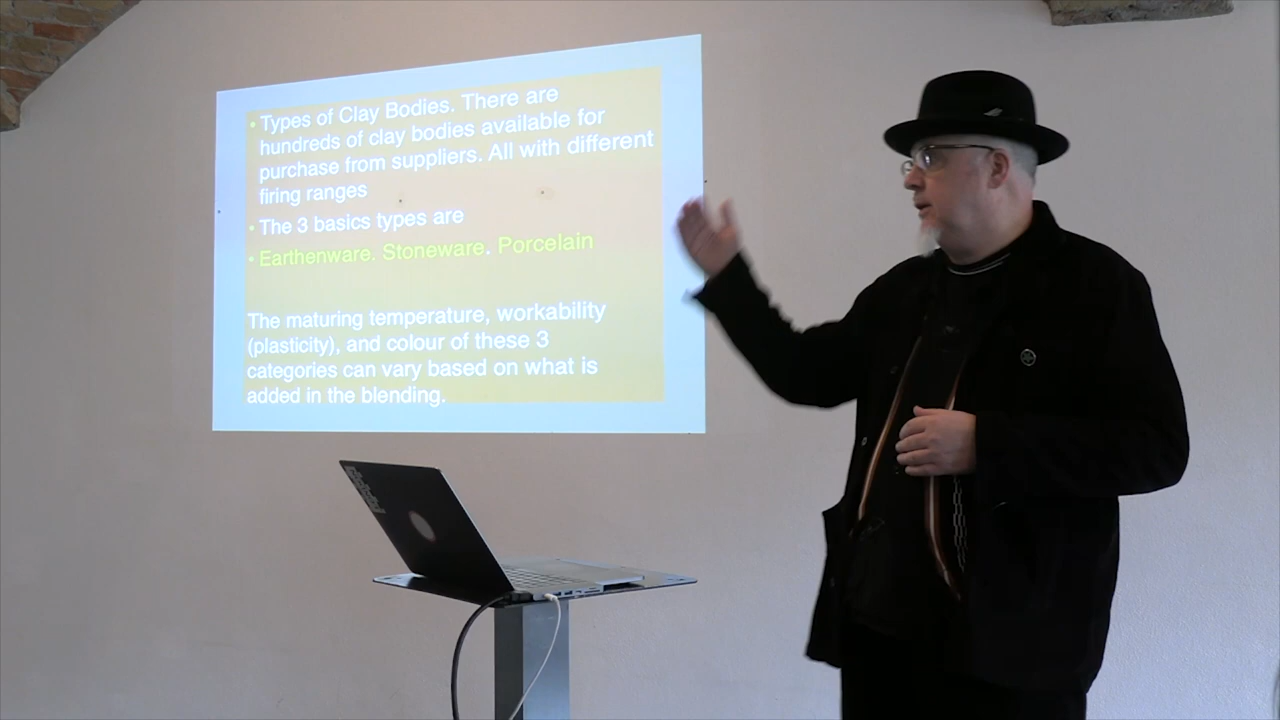 • Types of Clay Bodies. There are
hundreds of clay bodies available for
purchase from suppliers. All with different
firing ranges
• The 3 basics types are
• Earthenware. Stoneware. Porcelain
The maturing temperature, workability
(plasticity), and colour of these 3
categories can vary based on what is
added in the blending.